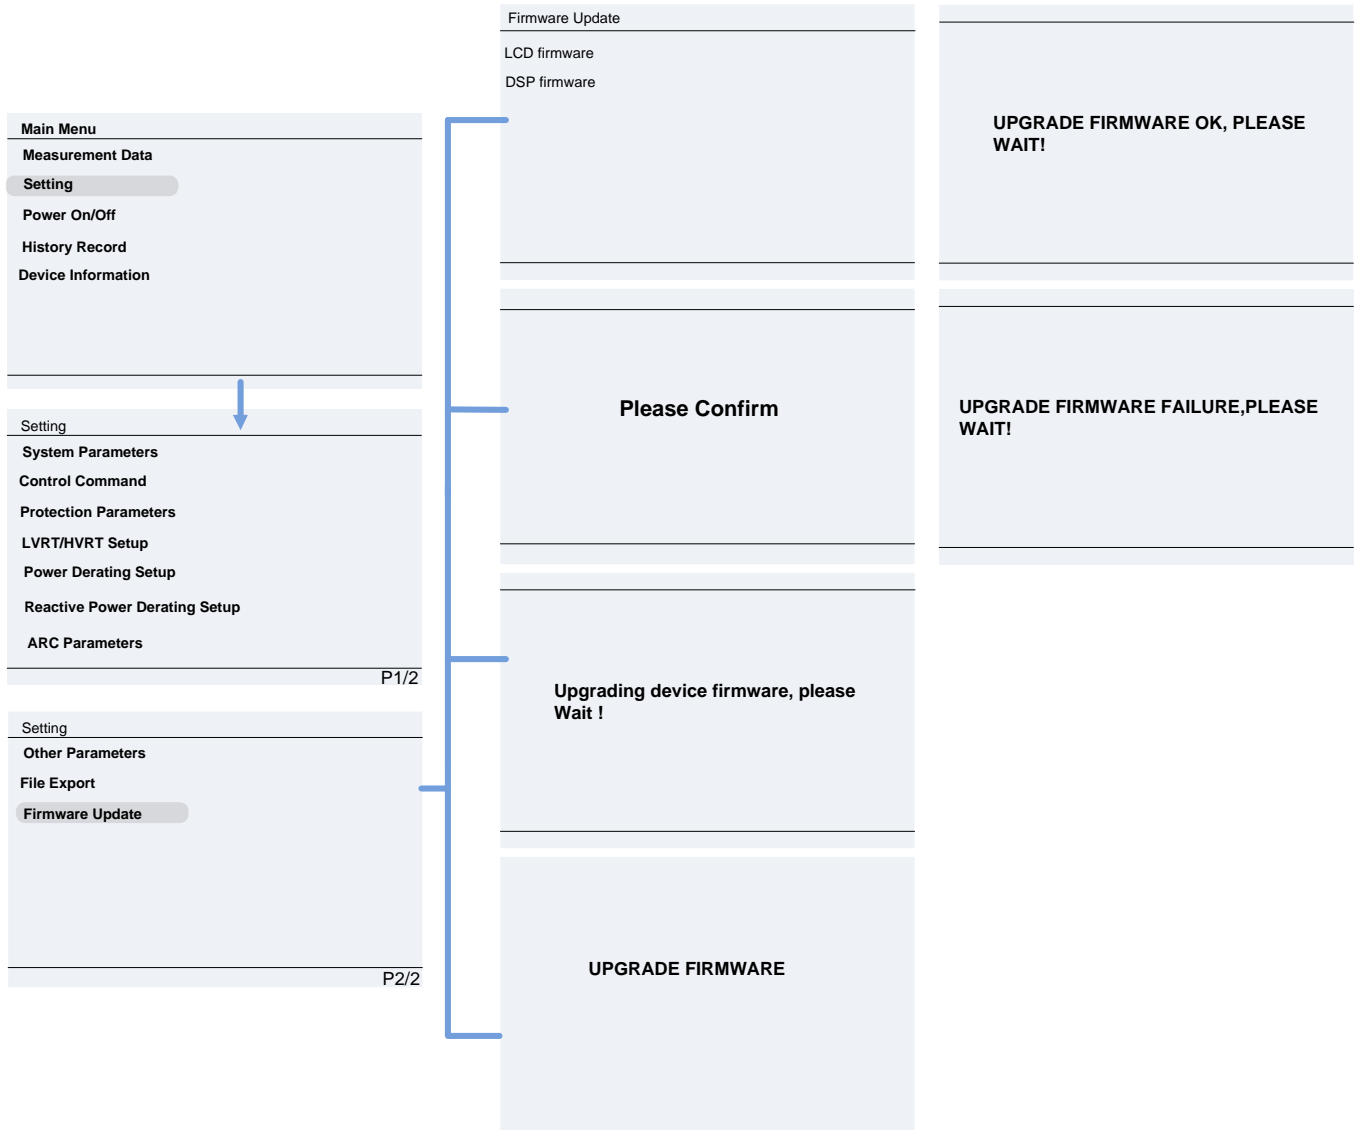 Main Menu
Measurement Data
Setting
Power On/Off
History Record
Device Information
Setting
System Parameters
Control Command
Protection Parameters
LVRT/HVRT Setup
Power Derating Setup
Reactive Power Derating Setup
ARC Parameters
P1/2
Setting
Other Parameters
File Export
Firmware Update
P2/2
Firmware Update
LCD firmware
DSP firmware
Please Confirm
Upgrading device firmware, please
Wait !
UPGRADE FIRMWARE
UPGRADE FIRMWARE OK, PLEASE
WAIT!
UPGRADE FIRMWARE FAILURE,PLEASE
WAIT!